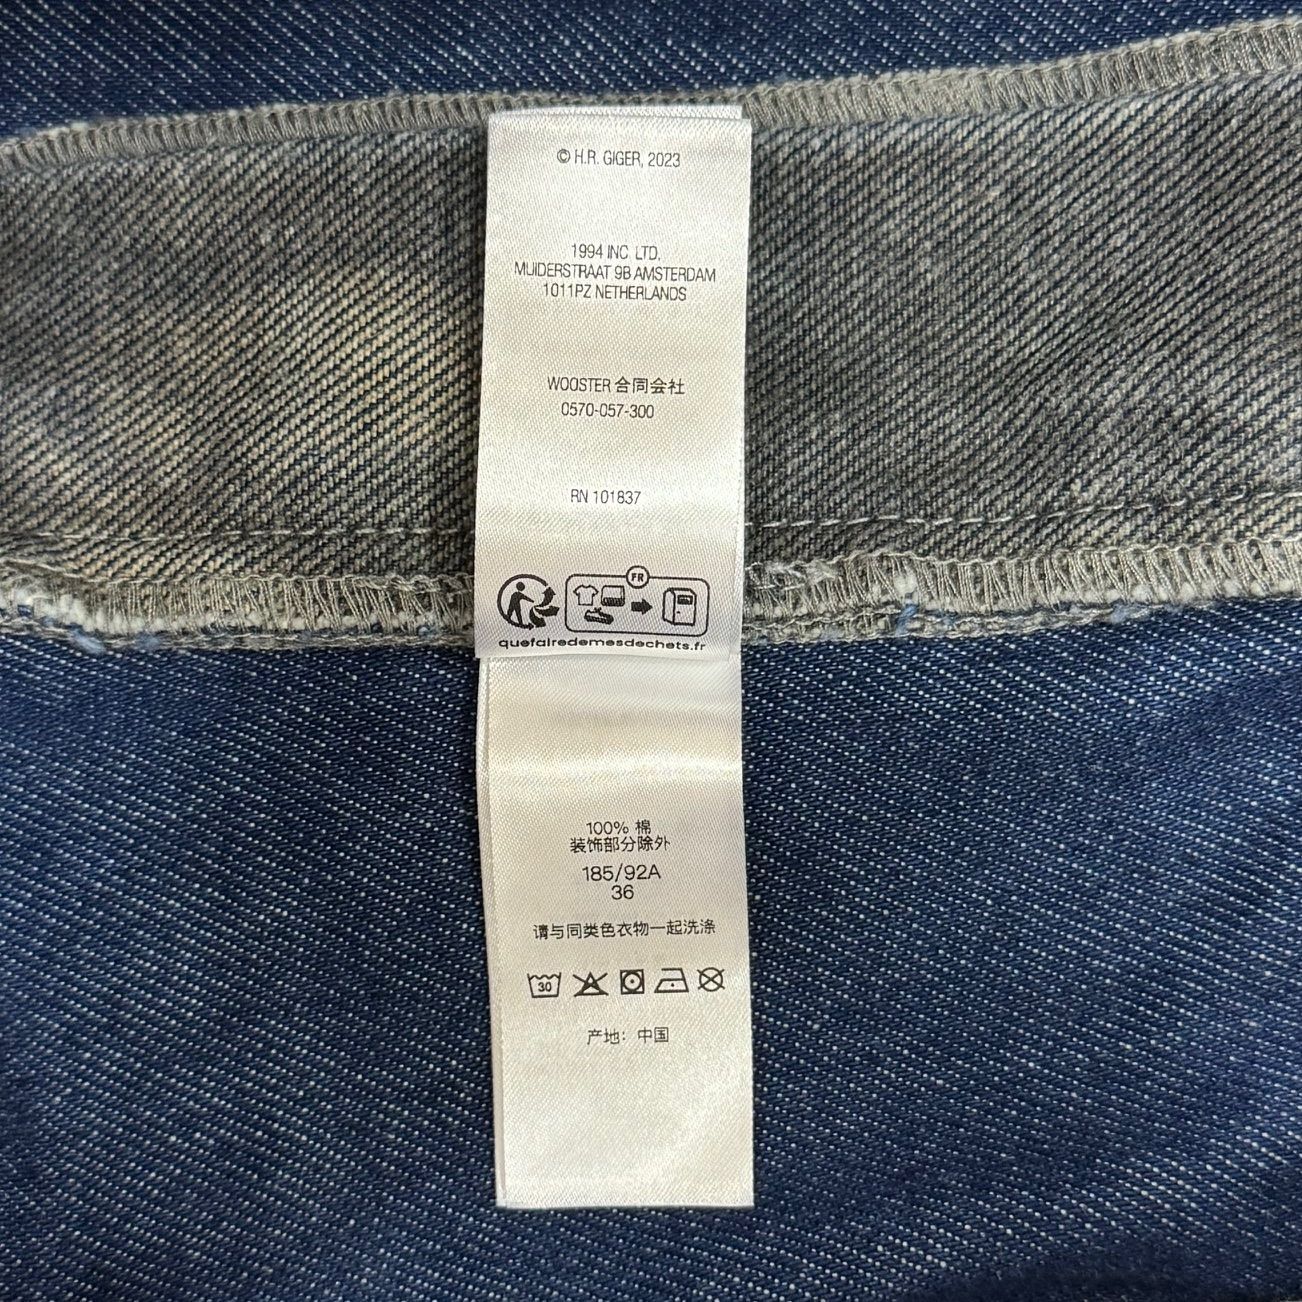 © H.R. GIGER, 2023
1994 INC. LTD.
MUIDERSTRAAT 9B AMSTERDAM
1011PZ NETHERLANDS
WOOSTER 合同会社
0570-057-300
RN 101837
FR
quefairedemesdechets.fr
100% 棉
装饰部分除外
185/92A
36
请与同类色衣物一起洗涤
30
产地：中国